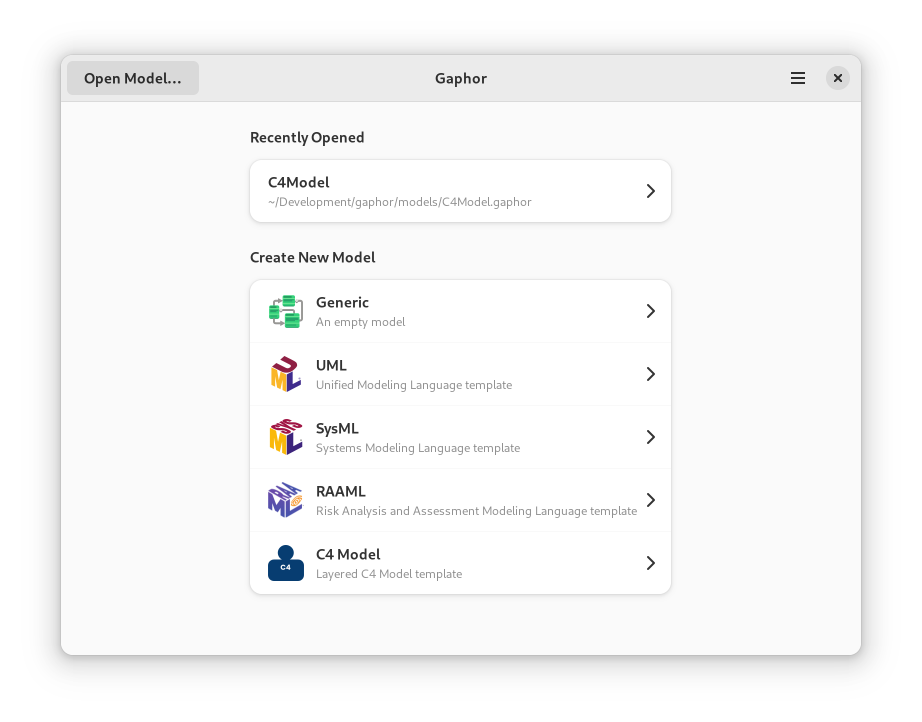 Open Model...
Gaphor
Recently Opened
C4Model
~/Development/gaphor/models/C4Model.gaphor
Create New Model
Generic
An empty model
UML
UML
Unified Modeling Language template
SysML
Systems Modeling Language template
RAAML
Risk Analysis and Assessment Modeling Language template
C4
C4 Model
Layered C4 Model template